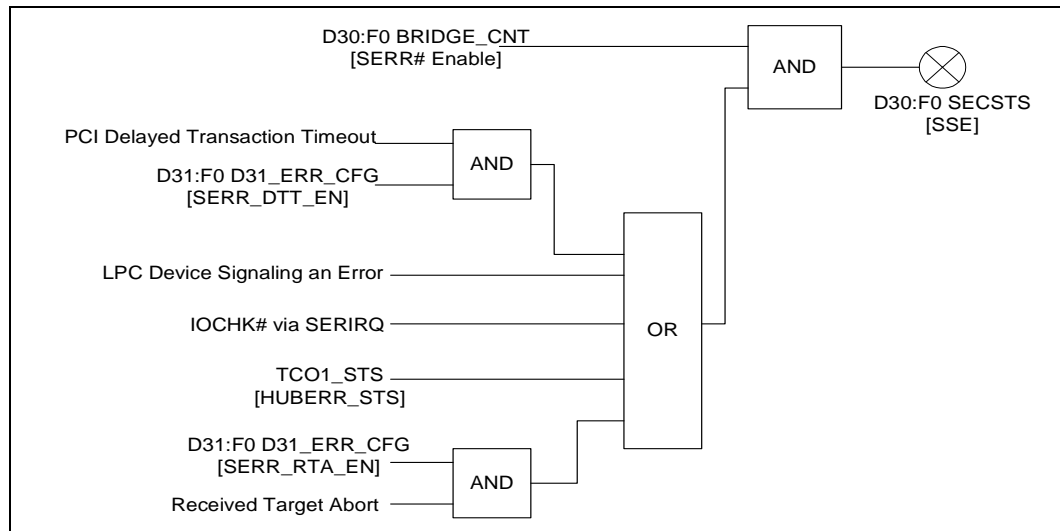 D30:F0 BRIDGE_CNT
[SERR# Enable]
AND
D30:F0 SECSTS
[SSE]
PCI Delayed Transaction Timeout
AND
D31:F0 D31_ERR_CFG
[SERR_DTT_EN]
LPC Device Signaling an Error
IOCHK# via SERIRQ
OR
TCO1_STS
[HUBERR_STS]
D31:F0 D31_ERR_CFG
[SERR_RTA_EN]
AND
Received Target Abort